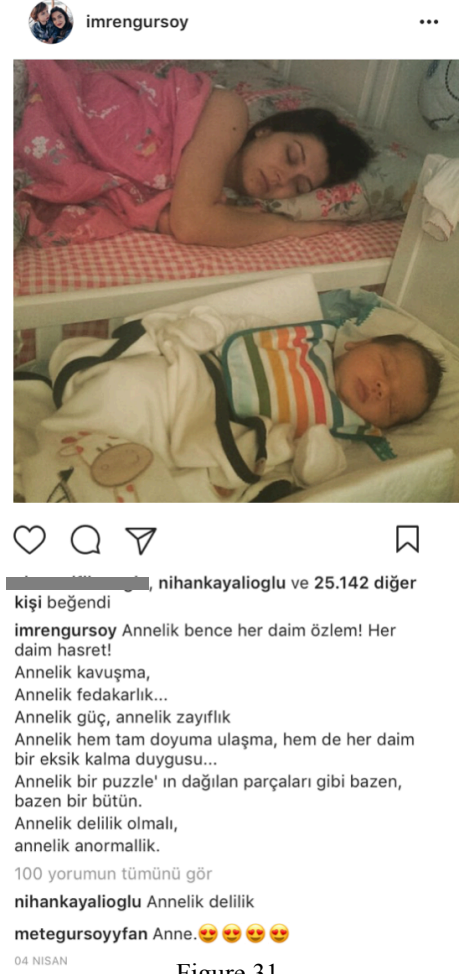 imrengursoy
, nihankayalioglu ve 25.142 diğer
kişi beğendi
imrengursoy Annelik bence her daim özlem! Her
daim hasret!
Annelik kavuşma,
Annelik fedakarlık...
Annelik güç, annelik zayıflık
Annelik hem tam doyuma ulaşma, hem de her daim
bir eksik kalma duygusu...
Annelik bir puzzle' ın dağılan parçaları gibi bazen,
bazen bir bütün.
Annelik delilik olmalı,
annelik anormallik.
100 yorumun tümünü gör
nihankayalioglu Annelik delilik
metegursoyyfan Anne.😍😍😍😍
04 NISAN
Figure 31